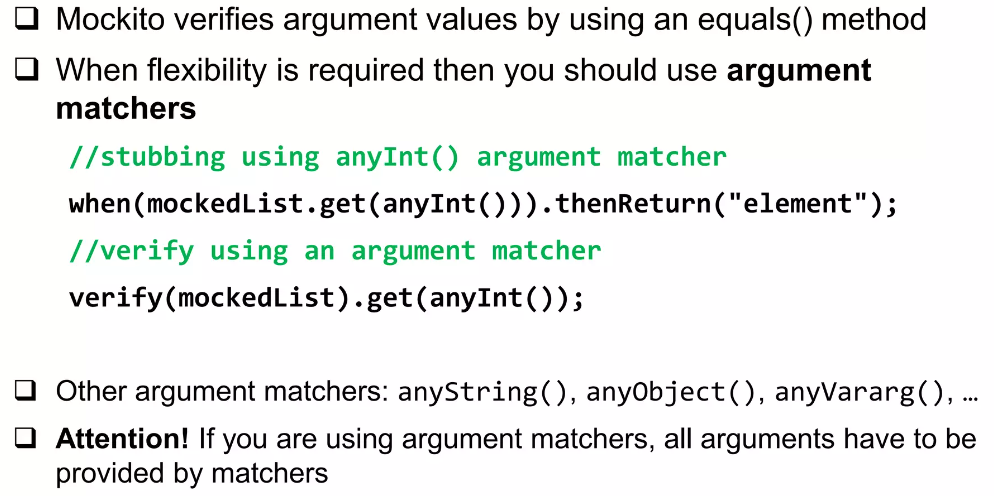 ❑ Mockito verifies argument values by using an equals() method
❑ When flexibility is required then you should use argument
matchers
//stubbing using anyInt() argument matcher
when(mockedList.get(anyInt())).thenReturn("element");
//verify using an argument matcher
verify(mockedList).get(anyInt());
❑ Other argument matchers: anyString(), anyObject(), anyVararg(), …
❑ Attention! If you are using argument matchers, all arguments have to be
provided by matchers